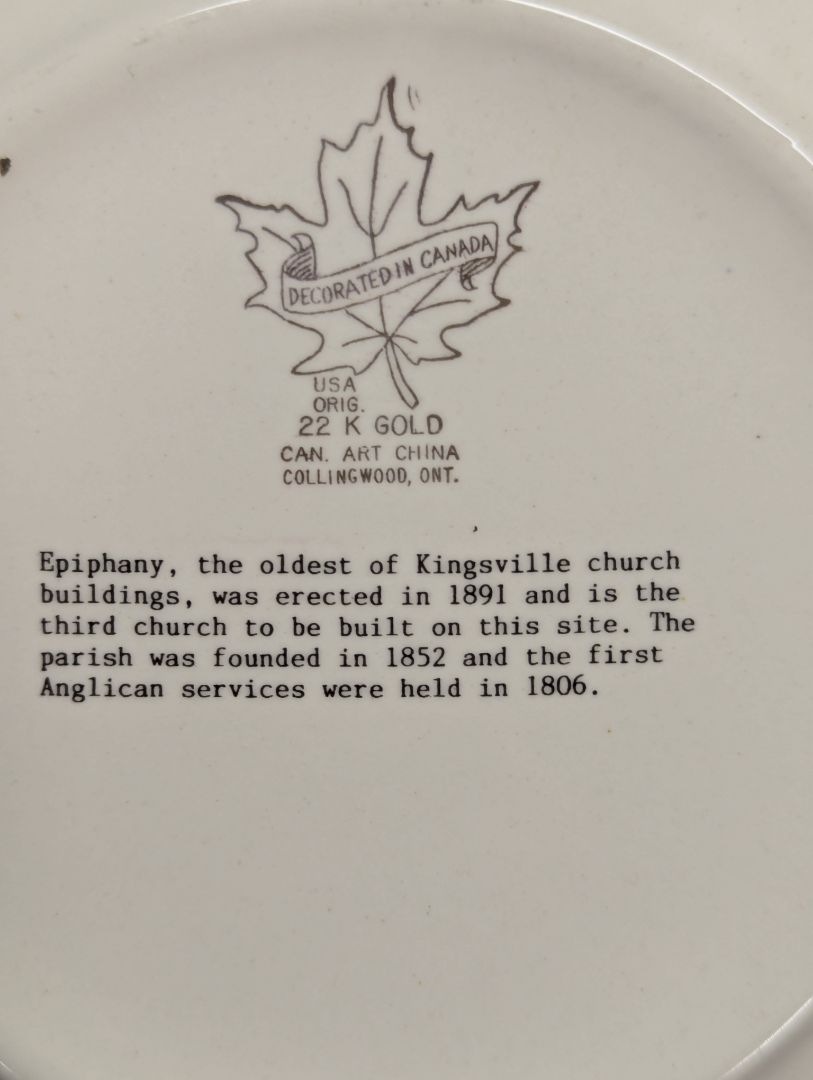 DECORATED IN CANADA
USA
ORIG.
22 K GOLD
CAN. ART CHINA
COLLINGWOOD, ONT.
Epiphany, the oldest of Kingsville church
buildings, was erected in 1891 and is the
third church to be built on this site. The
parish was founded in 1852 and the first
Anglican services were held in 1806.